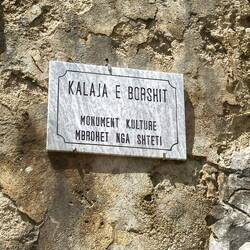 KALAJA E BORSHIT
MONUMENT KULTURE
MBROHET NGA SHTETI